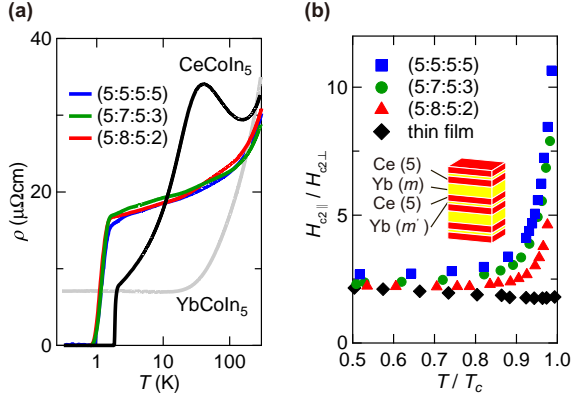 (a)
40
20
0
ρ (μΩcm)
CeCoIn5
(5:5:5:5)
(5:7:5:3)
(5:8:5:2)
YbCoIn5
1
10
100
T (K)
(b)
10
5
0
Hc2∥ / Hc2⊥
(5:5:5:5)
(5:7:5:3)
(5:8:5:2)
thin film
Ce (5)
Yb (m)
Ce (5)
Yb (m')
0.5
0.6
0.7
0.8
0.9
1.0
T / Tc